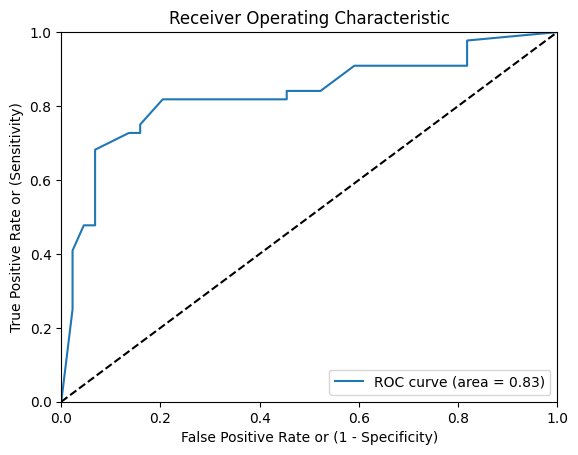 Receiver Operating Characteristic
True Positive Rate or (Sensitivity)
1.0
0.8
0.6
0.4
0.2
0.0
ROC curve (area = 0.83)
0.0 0.2 0.4 0.6 0.8 1.0
False Positive Rate or (1 - Specificity)